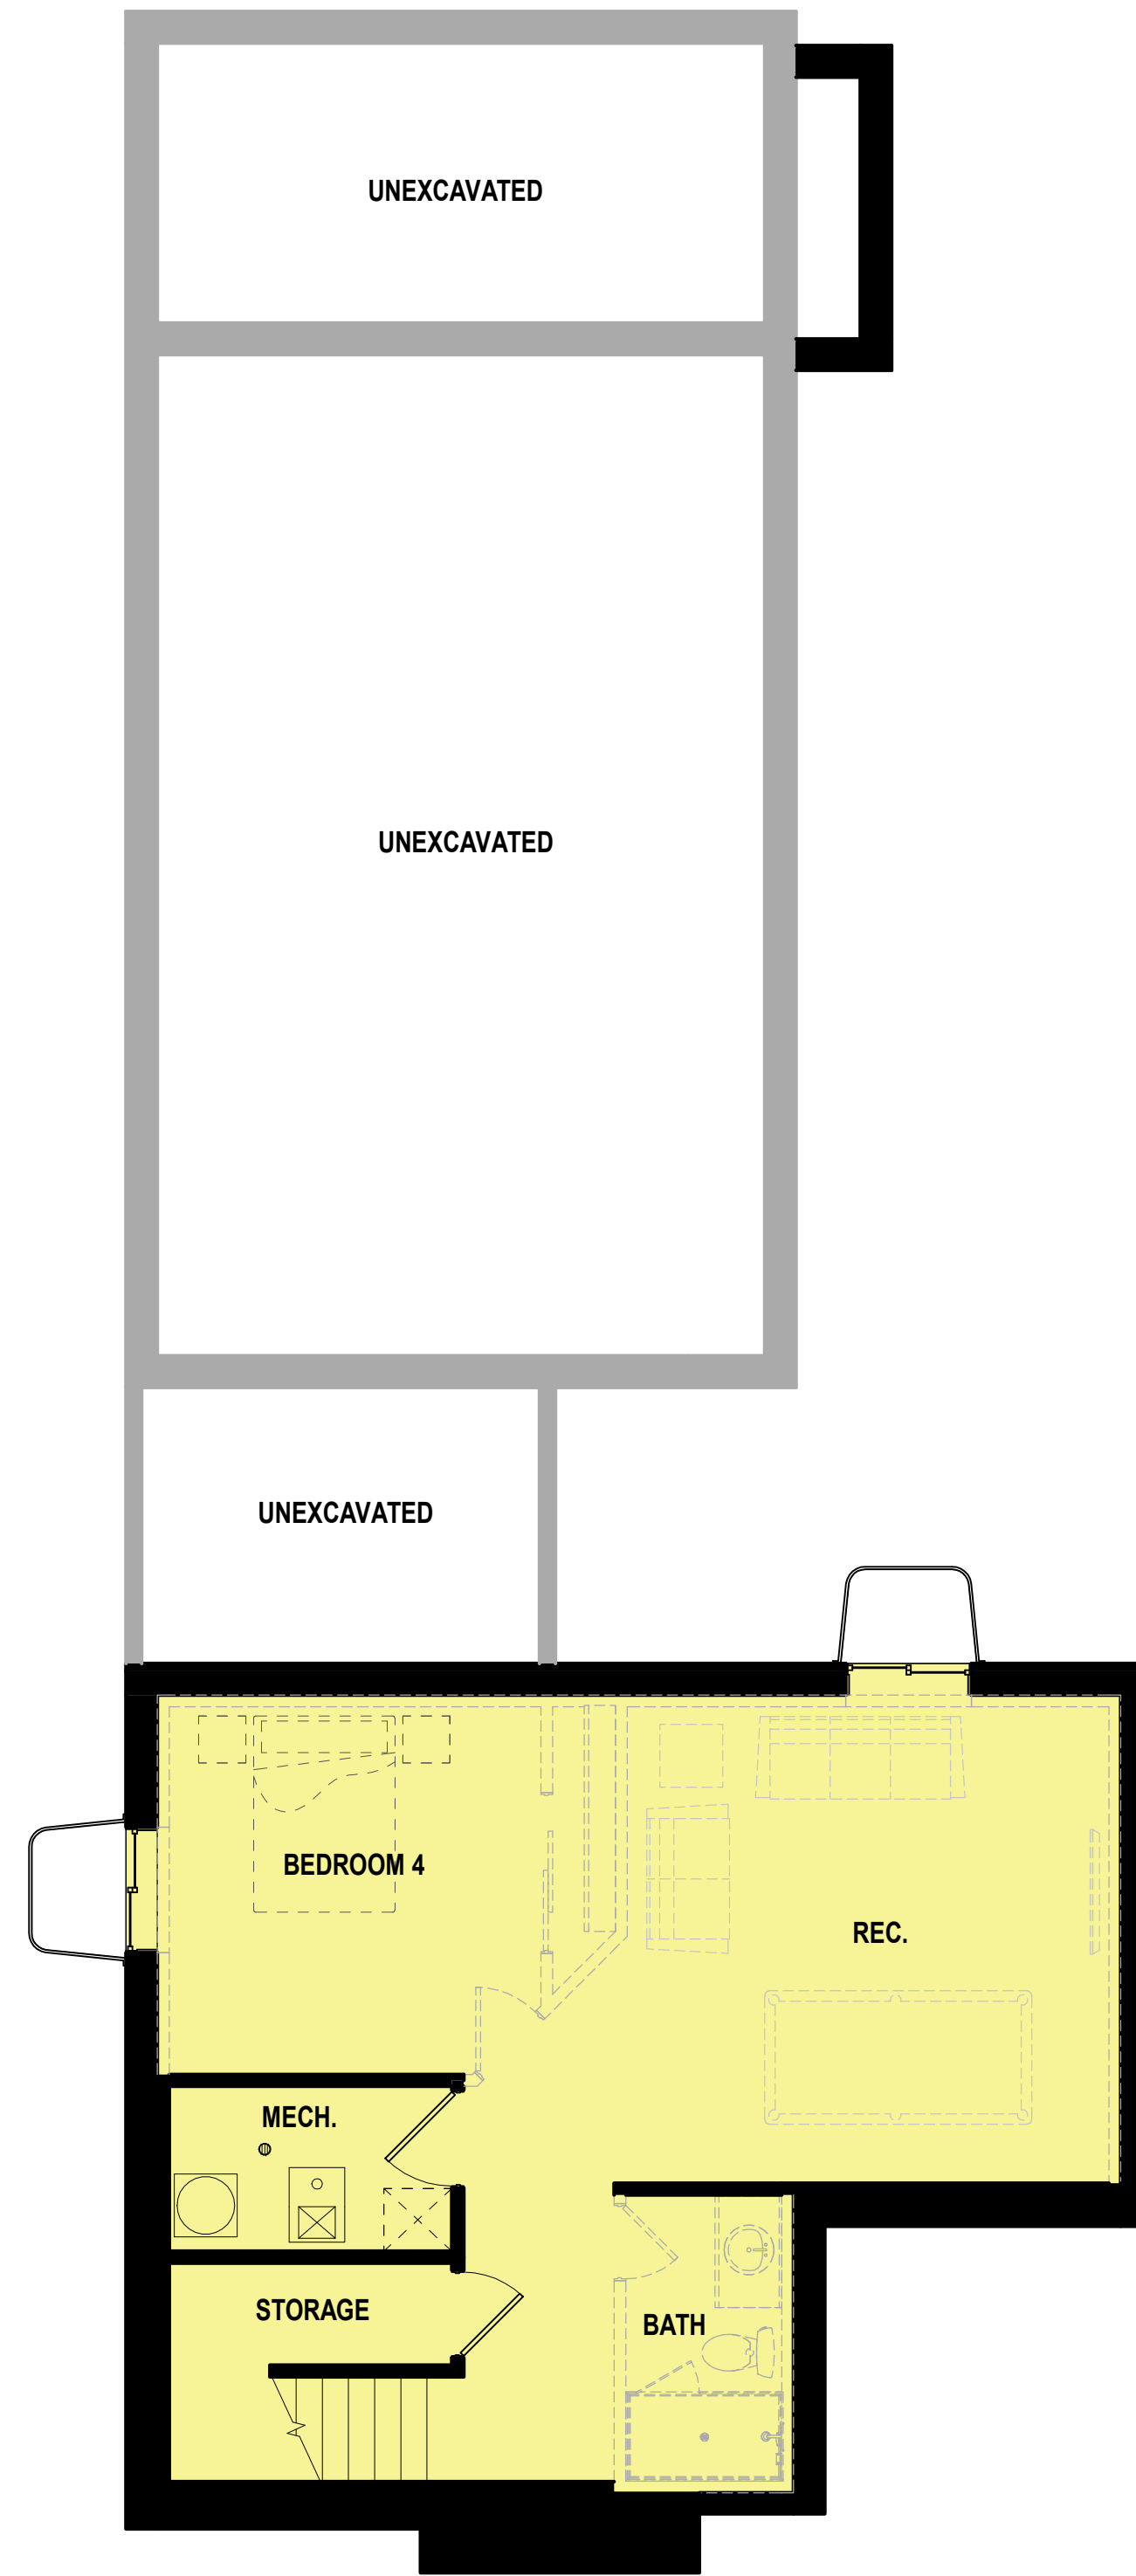 UNEXCAVATED
UNEXCAVATED
UNEXCAVATED
BEDROOM 4
REC.
MECH.
STORAGE
BATH